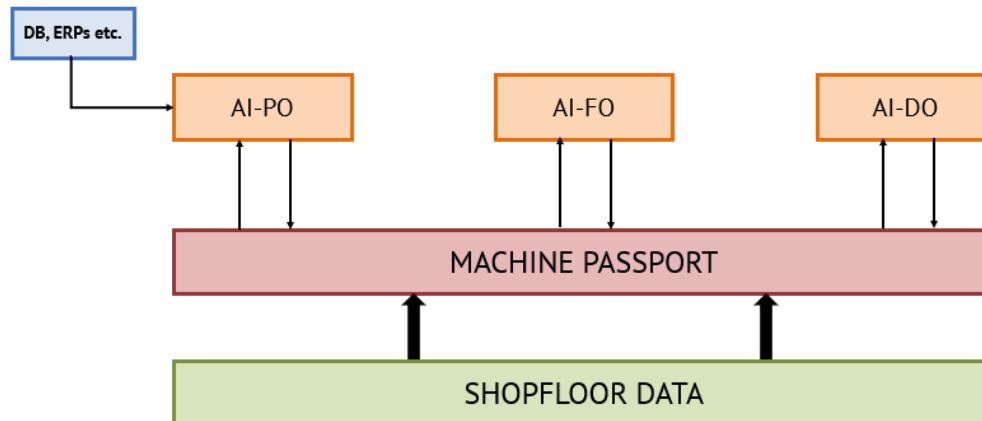 DB, ERPs etc.
AI-PO
AI-FO
AI-DO
MACHINE PASSPORT
SHOPFLOOR DATA